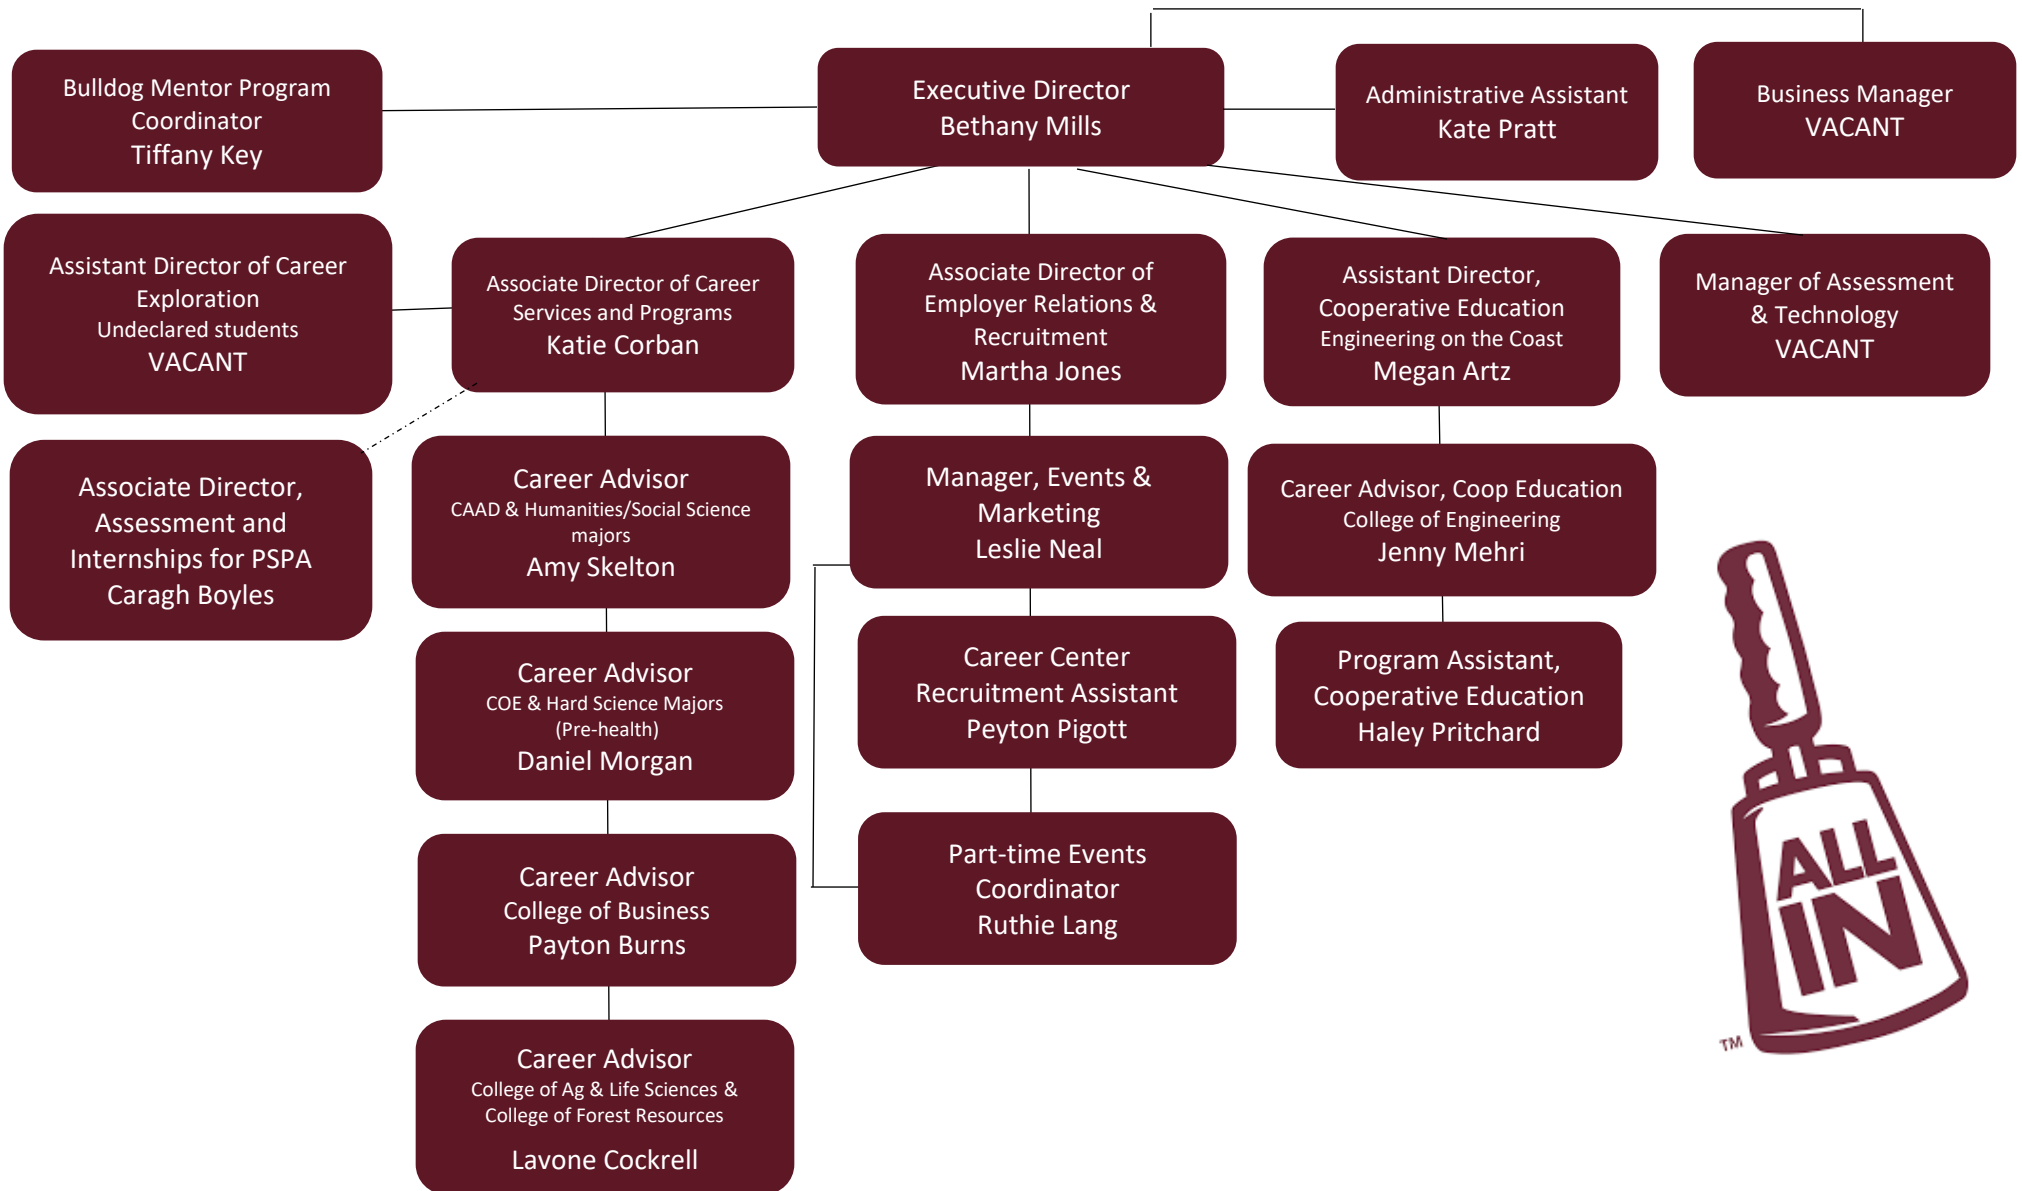 Bulldog Mentor Program
Coordinator
Tiffany Key
Executive Director
Bethany Mills
Administrative Assistant
Kate Pratt
Business Manager
VACANT
Assistant Director of Career
Exploration
Undeclared students
VACANT
Associate Director of Career
Services and Programs
Katie Corban
Associate Director of
Employer Relations &
Recruitment
Martha Jones
Assistant Director,
Cooperative Education
Engineering on the Coast
Megan Artz
Manager of Assessment
& Technology
VACANT
Associate Director,
Assessment and
Internships for PSPA
Caragh Boyles
Career Advisor
CAAD & Humanities/Social Science
majors
Amy Skelton
Manager, Events &
Marketing
Leslie Neal
Career Advisor, Coop Education
College of Engineering
Jenny Mehri
Career Advisor
COE & Hard Science Majors
(Pre-health)
Daniel Morgan
Career Center
Recruitment Assistant
Peyton Pigott
Program Assistant,
Cooperative Education
Haley Pritchard
Career Advisor
College of Business
Payton Burns
Part-time Events
Coordinator
Ruthie Lang
Career Advisor
College of Ag & Life Sciences &
College of Forest Resources
Lavone Cockrell
ALL
IN
TM